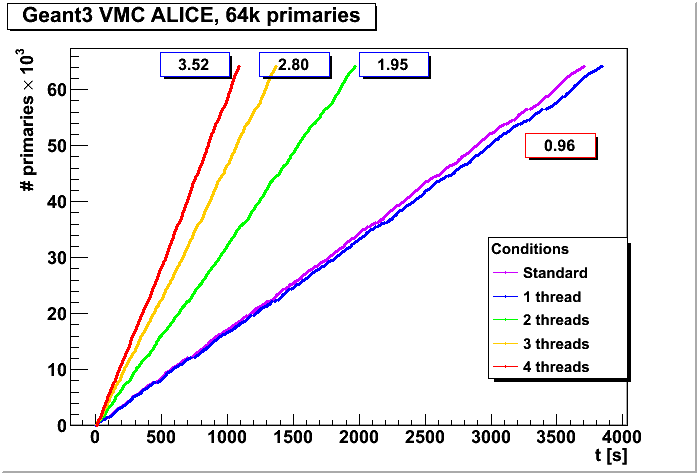 Geant3 VMC ALICE, 64k primaries
# primaries × 10³
3.52
2.80
1.95
0.96
60
50
40
30
20
10
0
Conditions
Standard
1 thread
2 threads
3 threads
4 threads
0 500 1000 1500 2000 2500 3000 3500 4000
t [s]